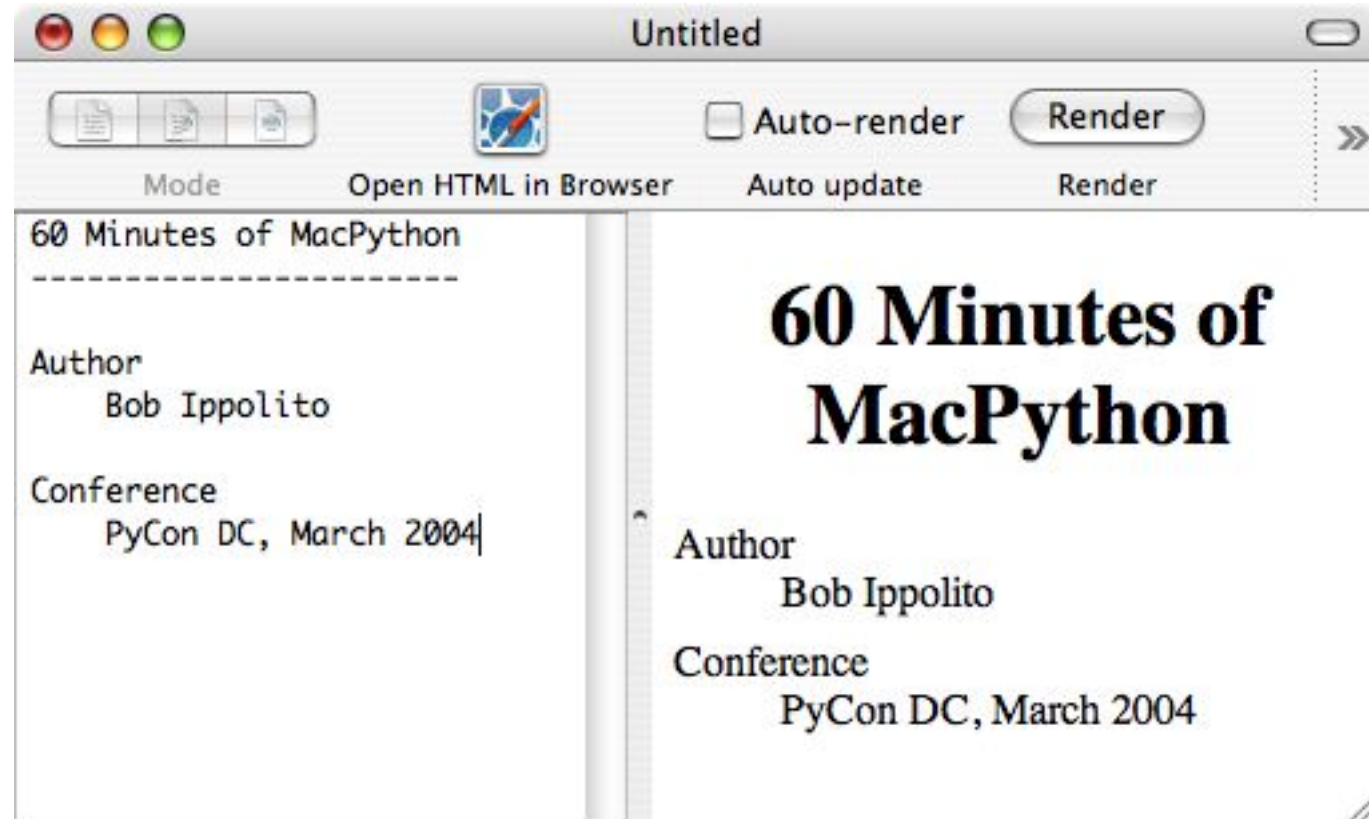 Untitled
Auto-render Render
Mode Open HTML in Browser Auto update Render
60 Minutes of MacPython
-----------------------
Author
Bob Ippolito
Conference
PyCon DC, March 2004
60 Minutes of
MacPython
Author
Bob Ippolito
Conference
PyCon DC, March 2004